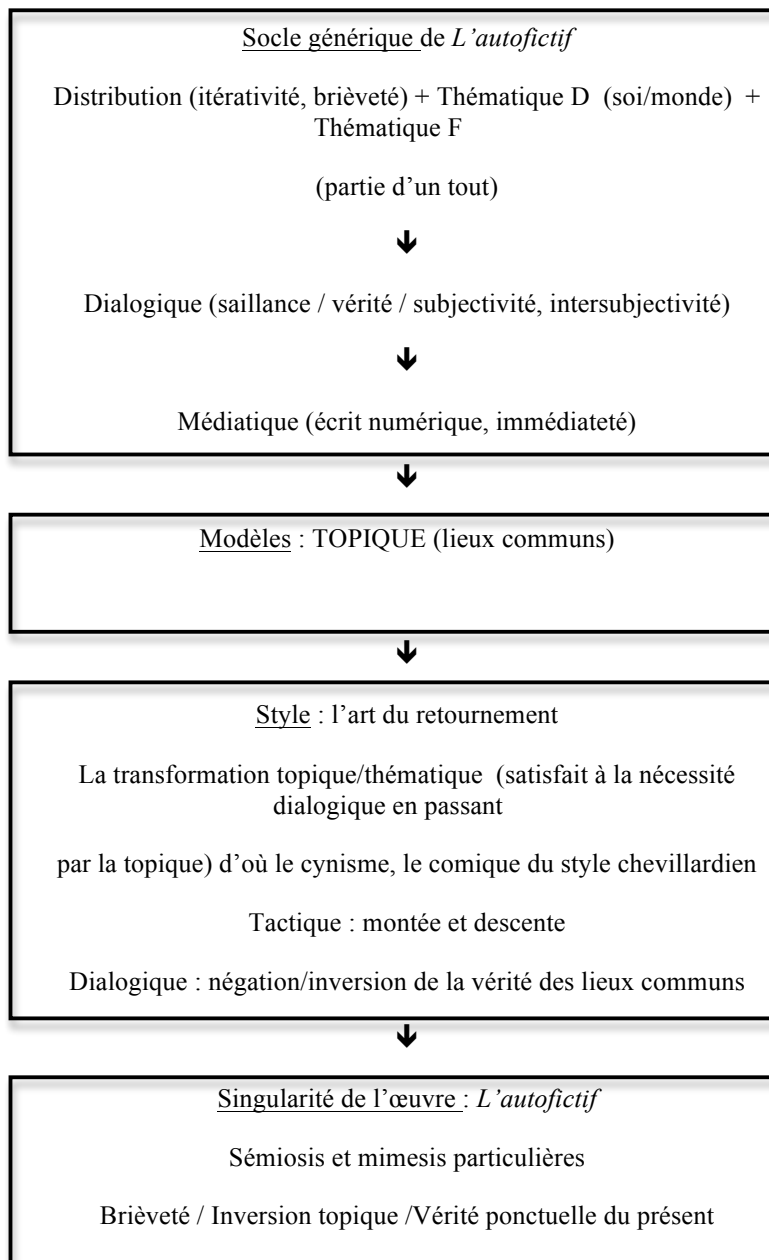 Socle générique de L’autofictif
Distribution (itérativité, brièveté) + Thématique D (soi/monde) +
Thématique F
(partie d’un tout)
Dialogique (saillance / vérité / subjectivité, intersubjectivité)
Médiatique (écrit numérique, immédiateté)
Modèles : TOPIQUE (lieux communs)
Style : l’art du retournement
La transformation topique/thématique (satisfait à la nécessité
dialogique en passant
par la topique) d’où le cynisme, le comique du style chevillardien
Tactique : montée et descente
Dialogique : négation/inversion de la vérité des lieux communs
Singularité de l’œuvre : L’autofictif
Sémiosis et mimesis particulières
Brièveté / Inversion topique /Vérité ponctuelle du présent